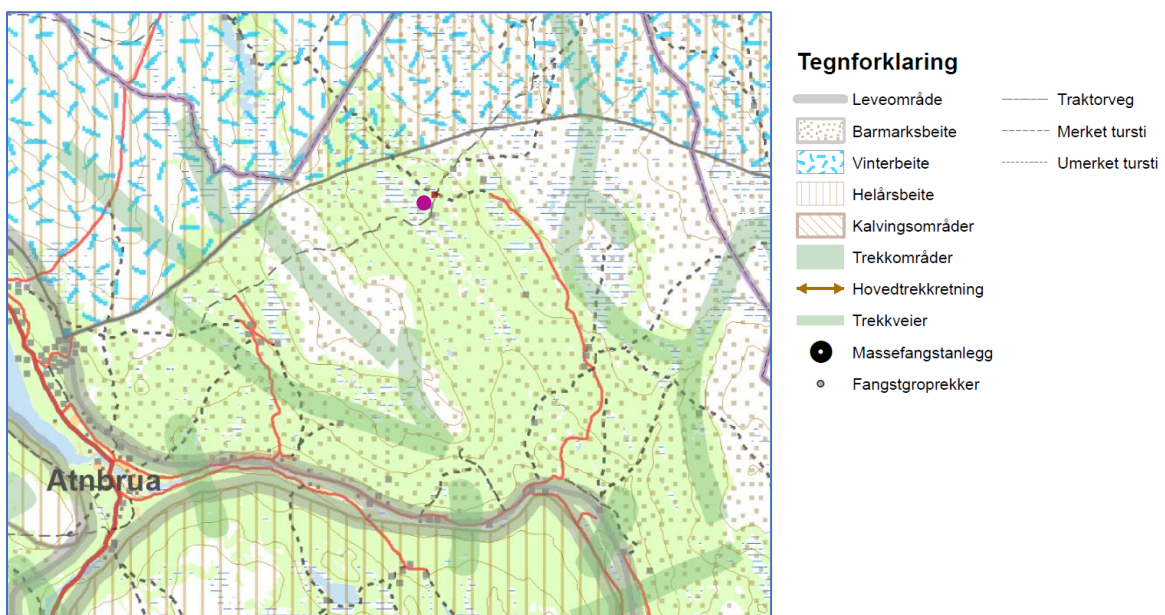 Atnbrua
Tegnforklaring
Leveområde
Barmarksbeite
Vinterbeite
Helårsbeite
Kalvingsområder
Trekkområder
Hovedtrekkretning
Trekkveier
Massefangstanlegg
Fangstgroprekker
Traktorveg
Merket tursti
Umerket tursti